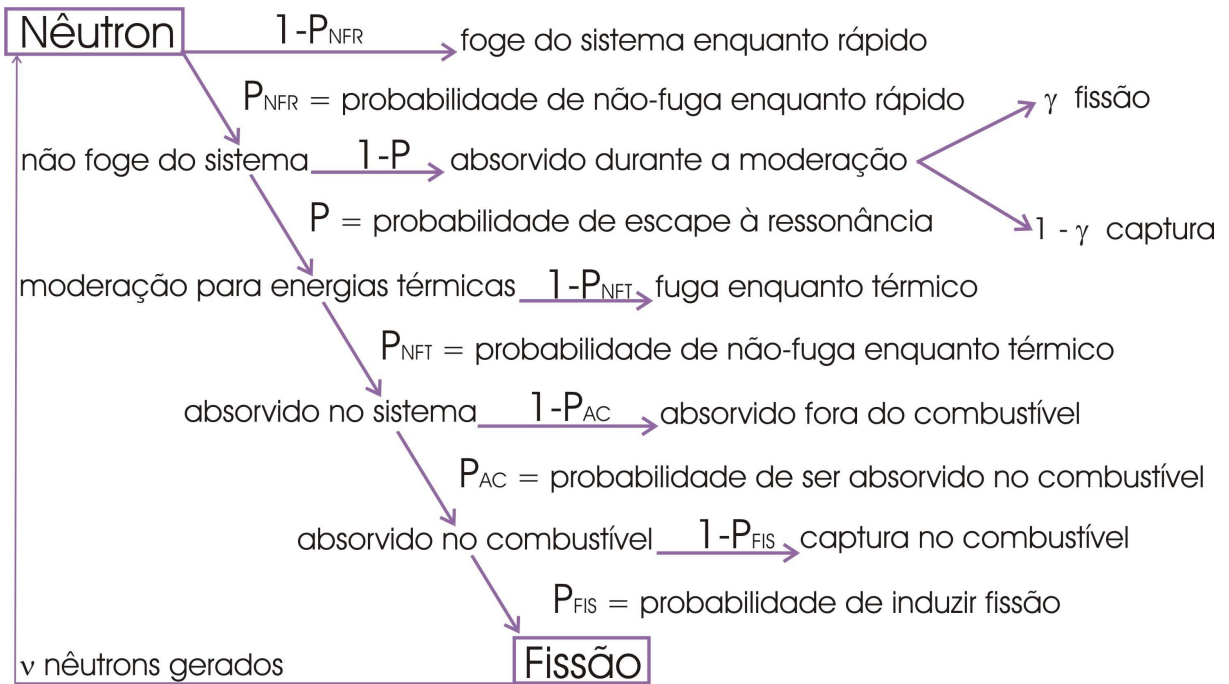 Nêutron 1-PNFR foge do sistema enquanto rápido
PNFR = probabilidade de não-fuga enquanto rápido γ fissão
não foge do sistema 1-P absorvido durante a moderação
P = probabilidade de escape à ressonância 1 - γ captura
moderação para energias térmicas 1-PNFT fuga enquanto térmico
PNFT = probabilidade de não-fuga enquanto térmico
absorvido no sistema 1-PAC absorvido fora do combustível
PAC = probabilidade de ser absorvido no combustível
absorvido no combustível 1-PFIS captura no combustível
PFIS = probabilidade de induzir fissão
ν nêutrons gerados Fissão